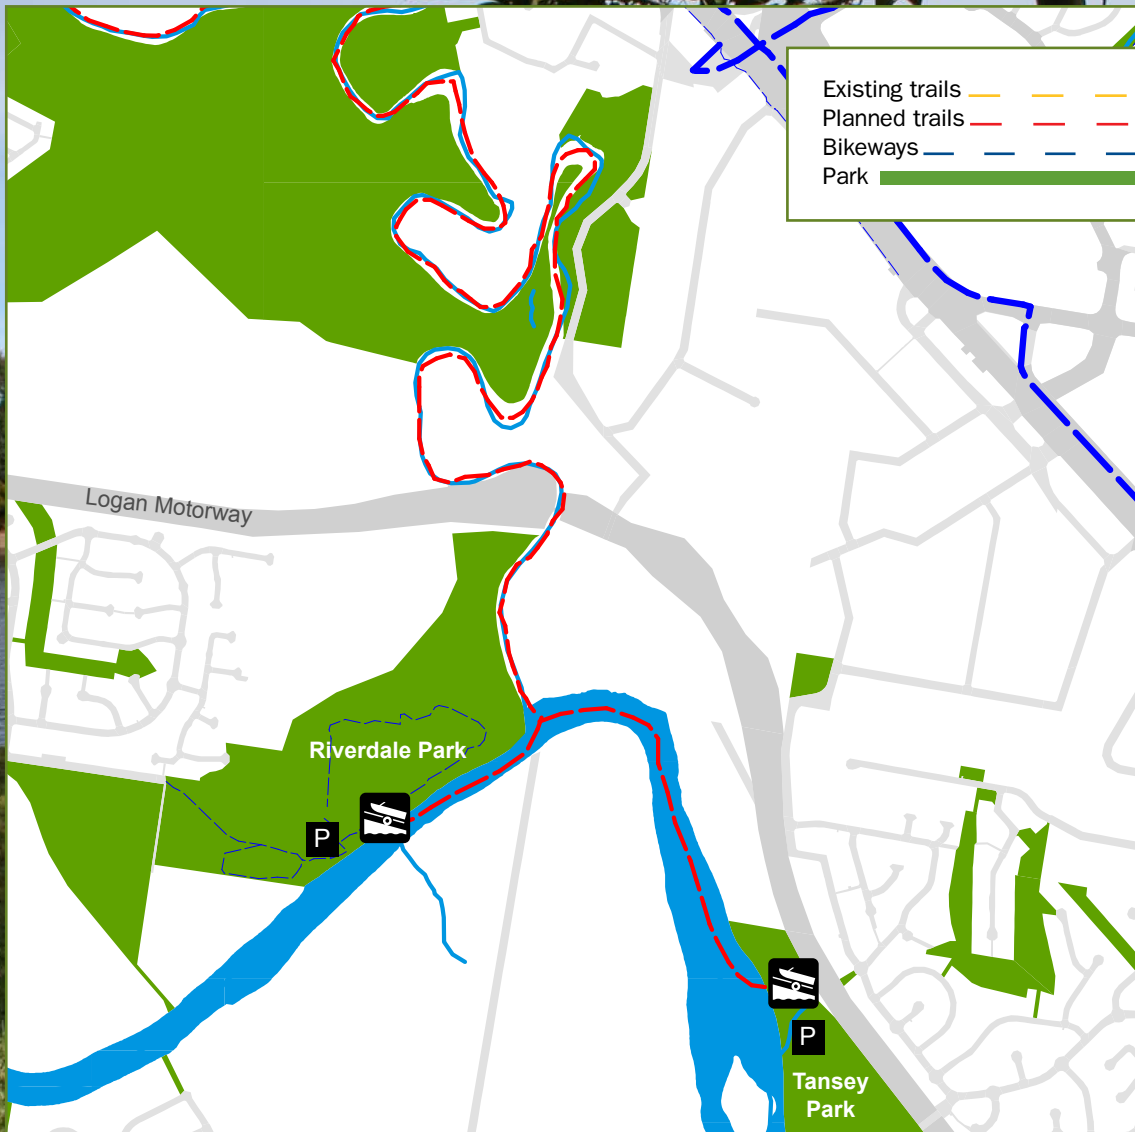 Existing trails
Planned trails
Bikeways
Park
Logan Motorway
Riverdale Park
P
P
Tansey
Park